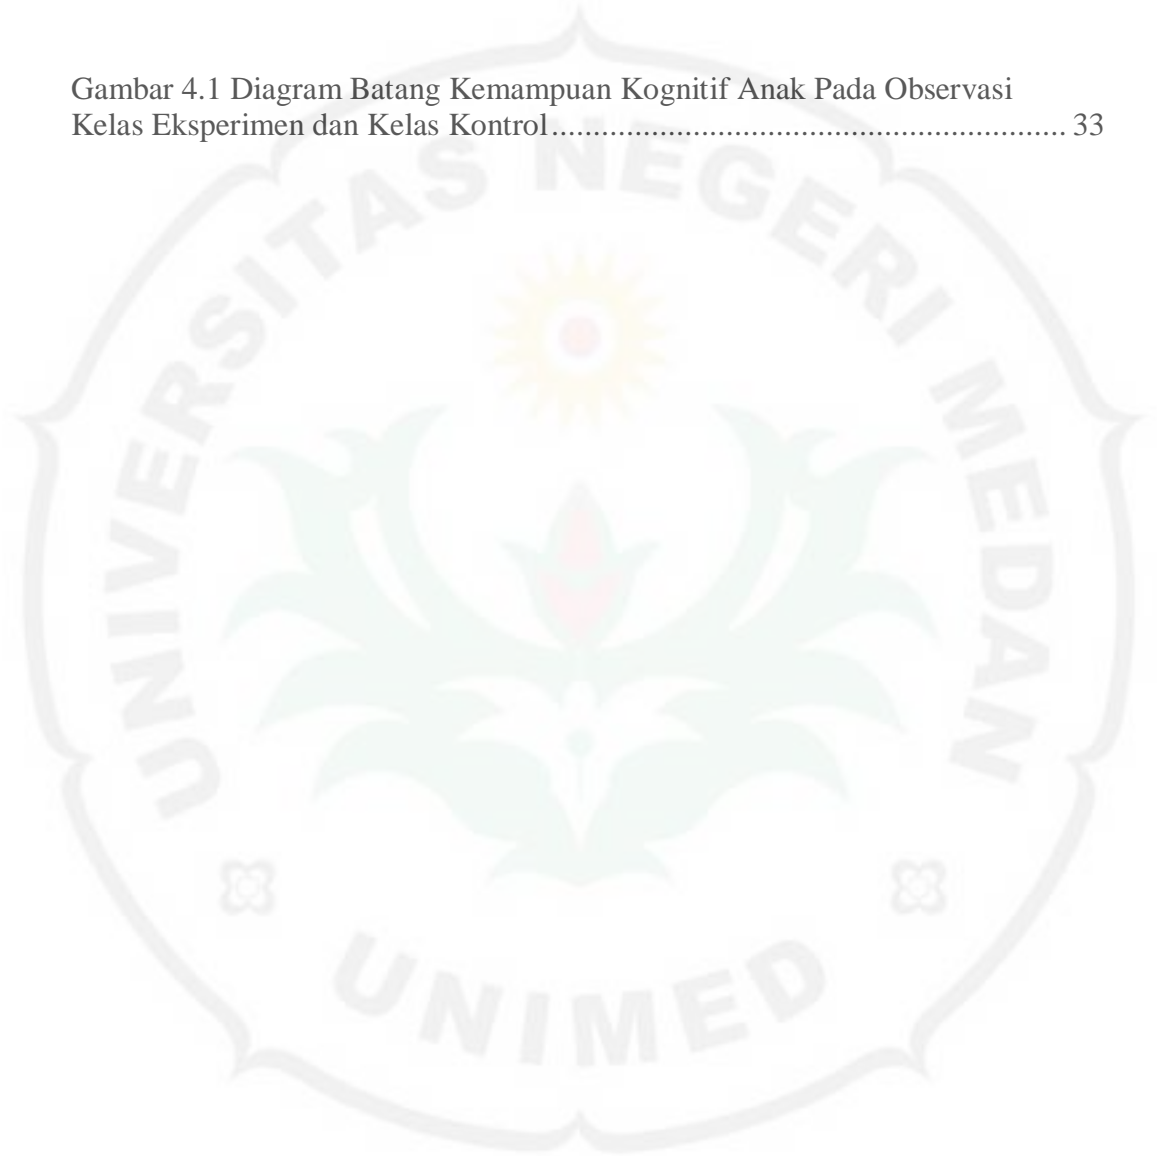 Gambar 4.1 Diagram Batang Kemampuan Kognitif Anak Pada Observasi
Kelas Eksperimen dan Kelas Kontrol.............................................................. 33
UNIVERSITAS NEGERI MEDAN
UNIMED